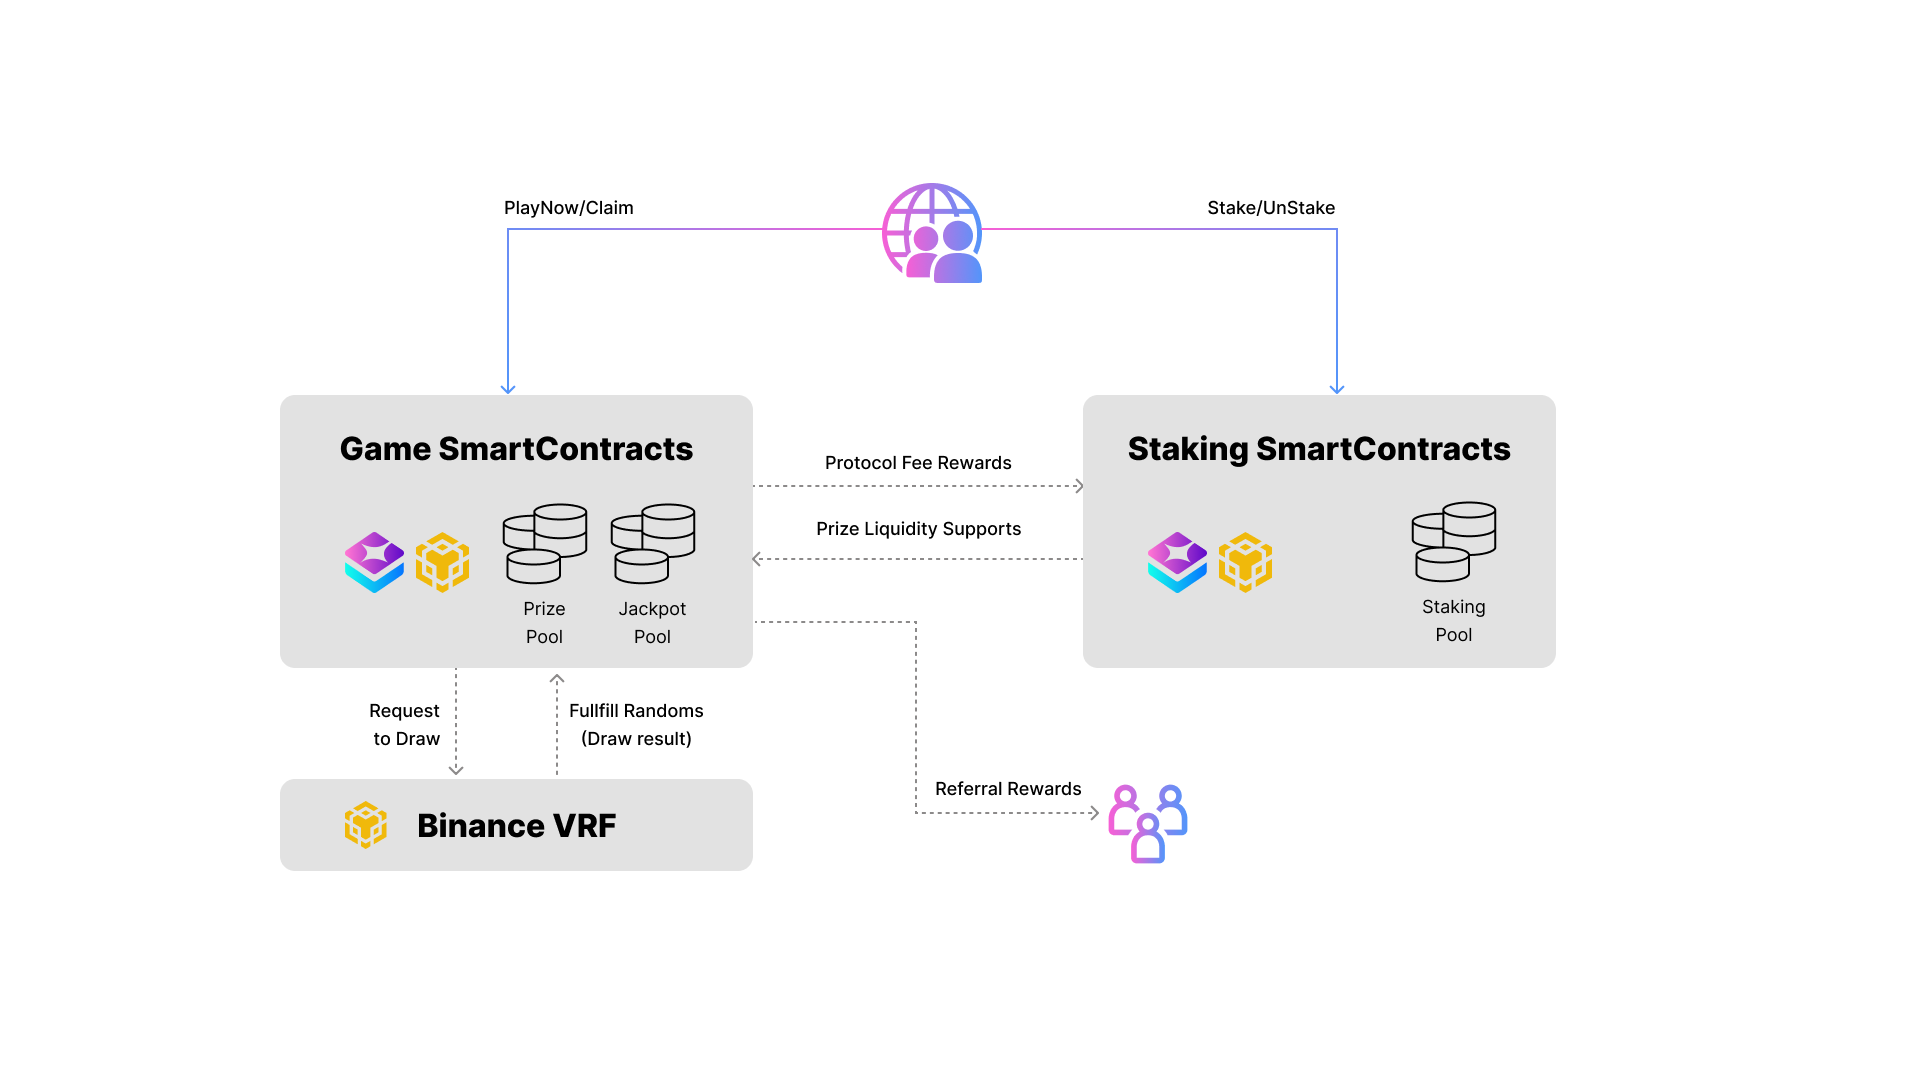 PlayNow/Claim
Stake/UnStake
Game SmartContracts
Prize
Pool
Jackpot
Pool
Protocol Fee Rewards
Prize Liquidity Supports
Staking SmartContracts
Staking
Pool
Request
to Draw
Fullfill Randoms
(Draw result)
Binance VRF
Referral Rewards